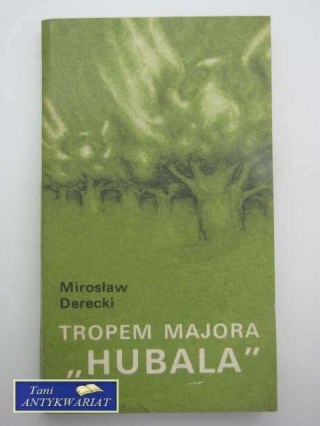 Mirosław
Derecki
TROPEM MAJORA
„HUBALA”
Tani
ANTYKWARIAT